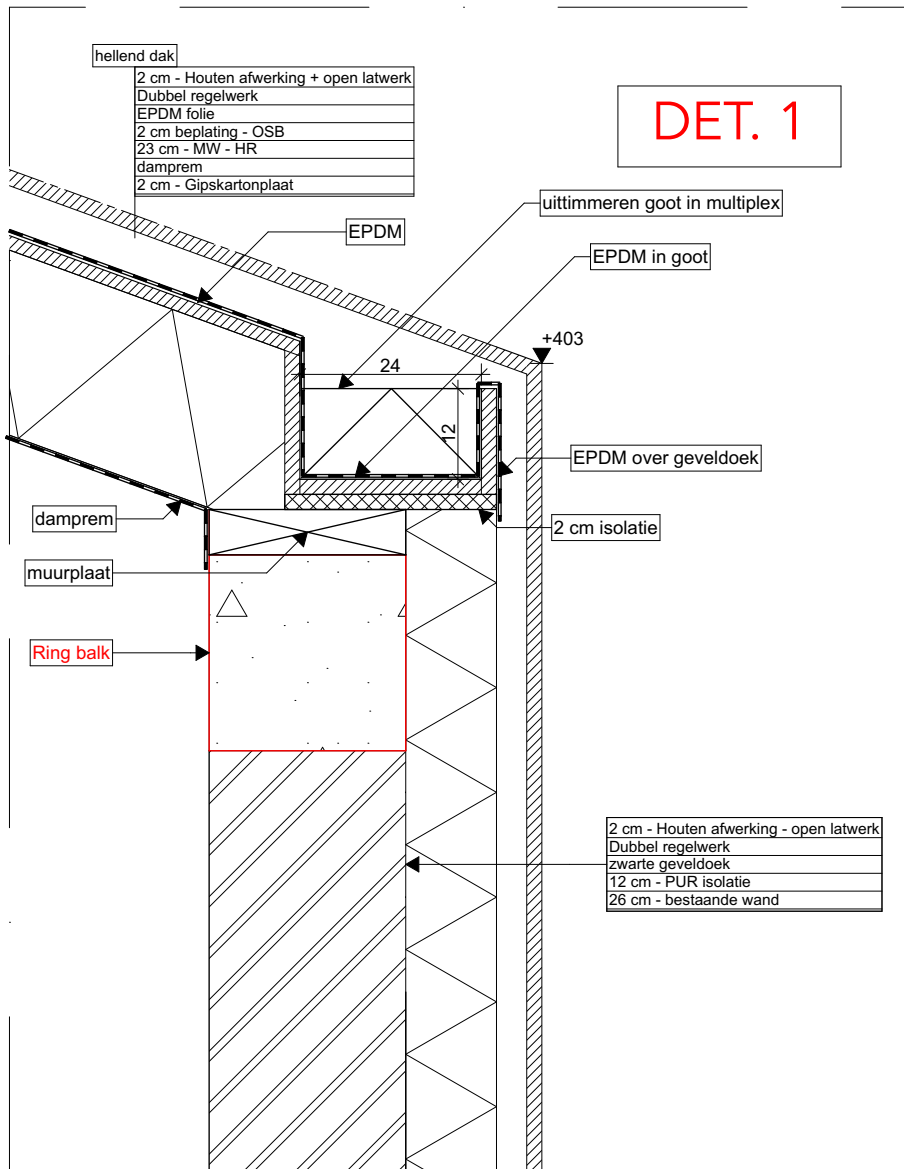 hellend dak
2 cm - Houten afwerking + open latwerk
Dubbel regelwerk
EPDM folie
2 cm beplating - OSB
23 cm - MW - HR
damprem
2 cm - Gipskartonplaat
DET. 1
uittimmeren goot in multiplex
EPDM
EPDM in goot
+403
24
12
EPDM over geveldoek
damprem
2 cm isolatie
muurplaat
Ring balk
2 cm - Houten afwerking - open latwerk
Dubbel regelwerk
zwarte geveldoek
12 cm - PUR isolatie
26 cm - bestaande wand